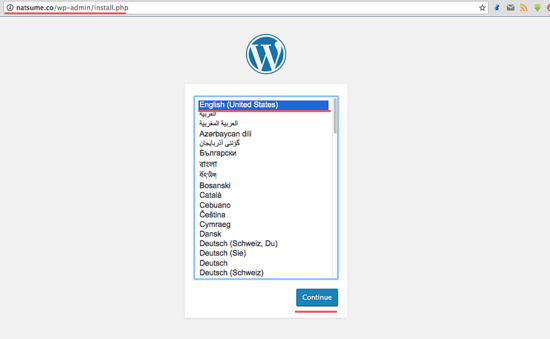 natsume.co/wp-admin/install.php
English (United States)
العربية
العربية المغربية
Azərbaycan dili
گؤنئی آذربایجان
Български
বাংলা
བོད་ཡིག
Bosanski
Català
Cebuano
Čeština
Cymraeg
Dansk
Deutsch (Schweiz, Du)
Deutsch (Sie)
Deutsch
Deutsch (Schweiz)
Continue